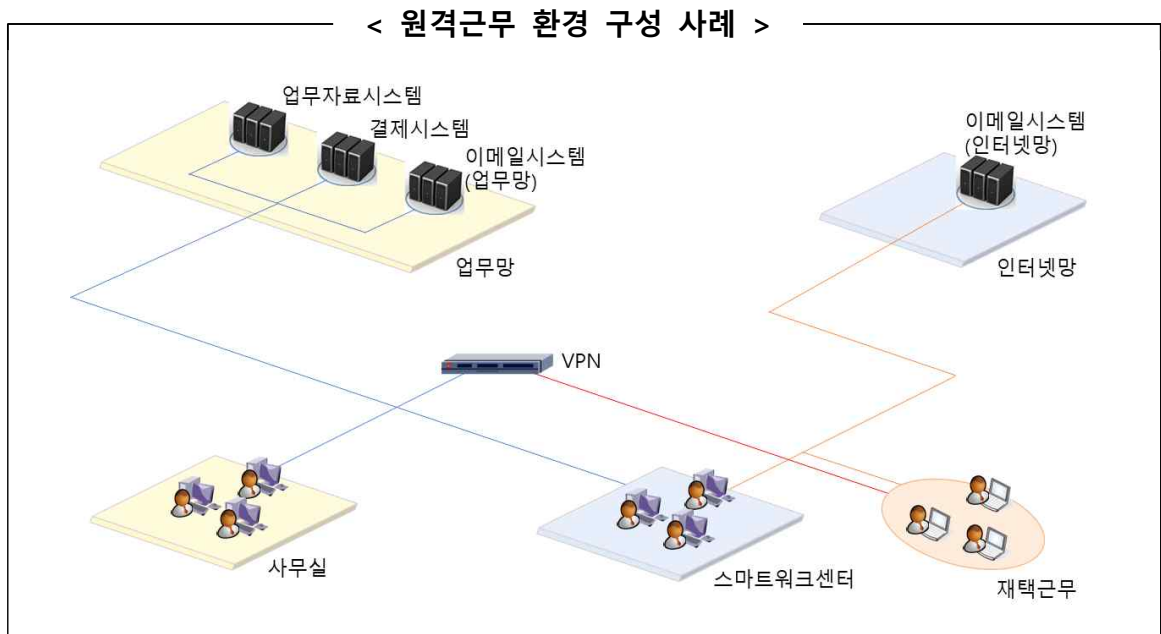 < 원격근무 환경 구성 사례 >
업무자료시스템
결제시스템
이메일시스템
(업무망)
업무망
이메일시스템
(인터넷망)
인터넷망
VPN
사무실
스마트워크센터
재택근무